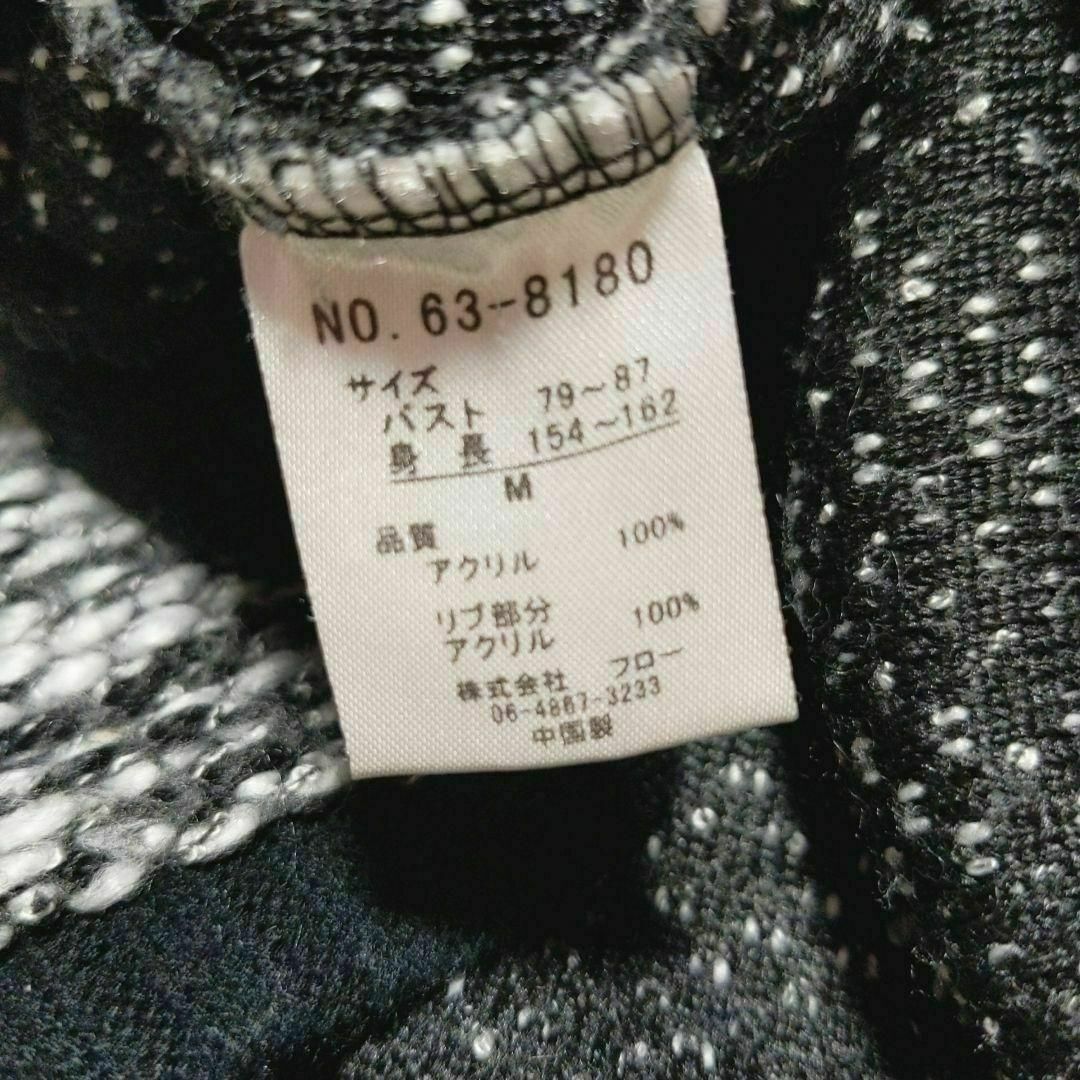 NO. 63-8180
サイズ
バスト 79～87
身長 154～162
M
品質
アクリル 100%
リブ部分
アクリル 100%
株式会社 フロー
06-4867-3233
中国製